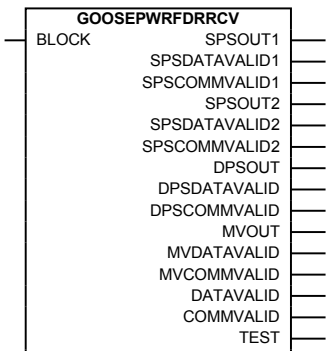 GOOSEPWRFDRRCV
BLOCK SPSOUT1
SPSDATAVALID1
SPSCOMMVALID1
SPSOUT2
SPSDATAVALID2
SPSCOMMVALID2
DPSOUT
DPSDATAVALID
DPSCOMMVALID
MVOUT
MVDATAVALID
MVCOMMVALID
DATAVALID
COMMVALID
TEST